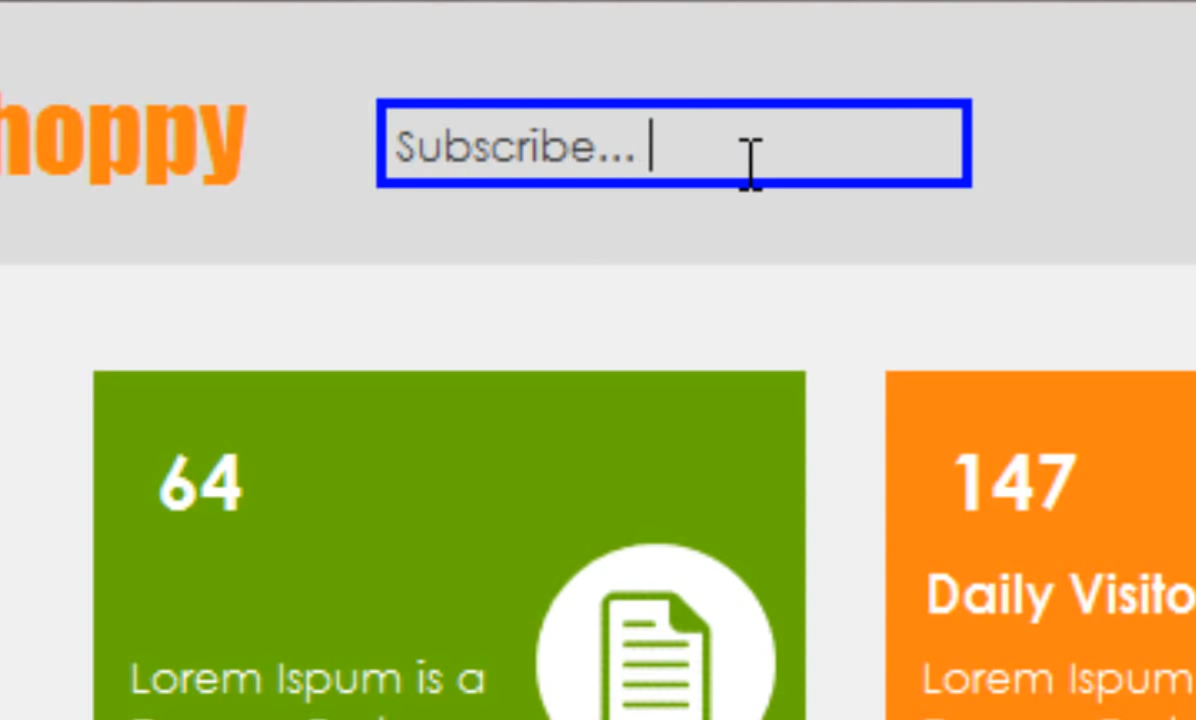 hoppy
Subscribe...
64
147
Daily Visito
Lorem Ispum is a
Lorem Ispum